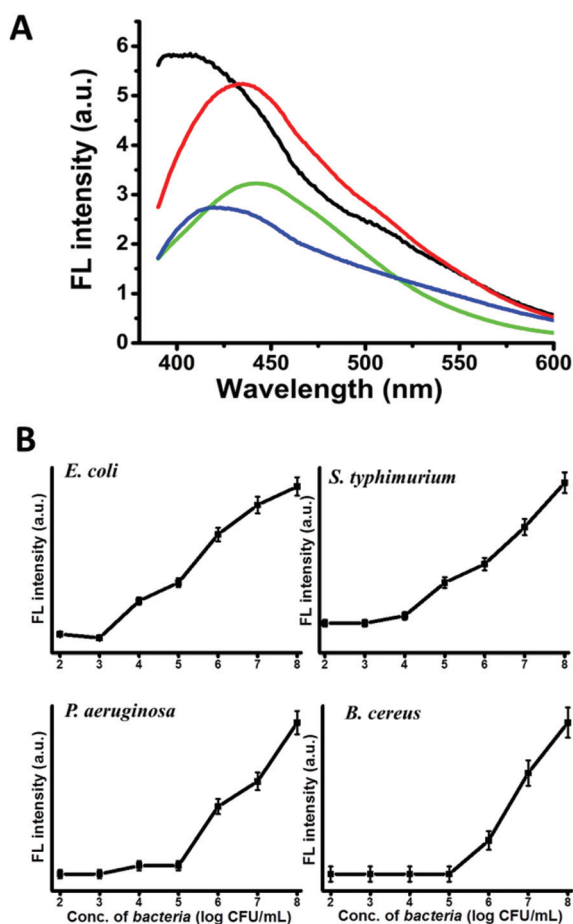 A
FL intensity (a.u.)
6
5
4
3
2
1
0
400 450 500 550 600
Wavelength (nm)
B
E. coli
FL intensity (a.u.)
2 3 4 5 6 7 8
S. typhimurium
FL intensity (a.u.)
2 3 4 5 6 7 8
P. aeruginosa
FL intensity (a.u.)
2 3 4 5 6 7 8
Conc. of bacteria (log CFU/mL)
B. cereus
FL intensity (a.u.)
2 3 4 5 6 7 8
Conc. of bacteria (log CFU/mL)